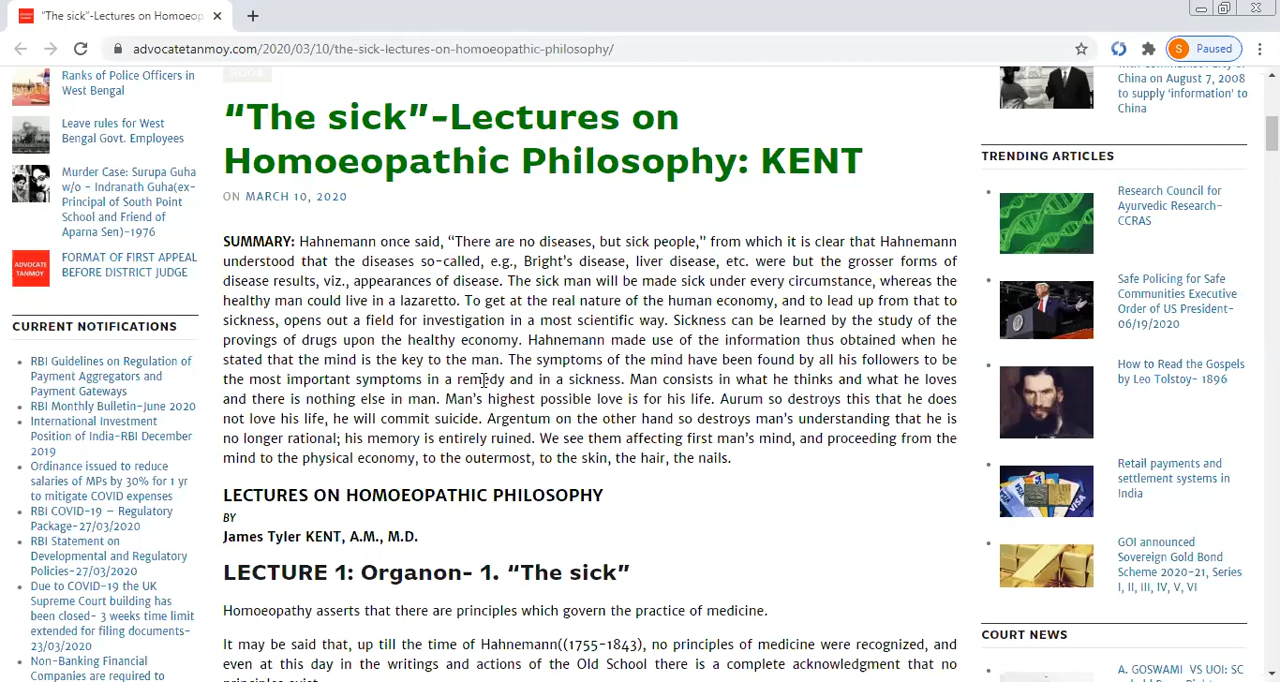 "The sick"-Lectures on Homoeop
advocatetanmoy.com/2020/03/10/the-sick-lectures-on-homoeopathic-philosophy/
S Paused
Ranks of Police Officers in
West Bengal
Leave rules for West
Bengal Govt. Employees
Murder Case: Surupa Guha
w/o - Indranath Guha(ex-
Principal of South Point
School and Friend of
Aparna Sen)-1976
ADVOCATE
TANMOY
FORMAT OF FIRST APPEAL
BEFORE DISTRICT JUDGE
CURRENT NOTIFICATIONS
RBI Guidelines on Regulation of
Payment Aggregators and
Payment Gateways
RBI Monthly Bulletin-June 2020
International Investment
Position of India-RBI December
2019
Ordinance issued to reduce
salaries of MPs by 30% for 1 yr
to mitigate COVID expenses
RBI COVID-19 – Regulatory
Package-27/03/2020
RBI Statement on
Developmental and Regulatory
Policies-27/03/2020
Due to COVID-19 the UK
Supreme Court building has
been closed- 3 weeks time limit
extended for filing documents-
23/03/2020
Non-Banking Financial
Companies are required to
BOOK
“The sick”-Lectures on
Homoeopathic Philosophy: KENT
ON MARCH 10, 2020
SUMMARY: Hahnemann once said, “There are no diseases, but sick people,” from which it is clear that Hahnemann
understood that the diseases so-called, e.g., Bright’s disease, liver disease, etc. were but the grosser forms of
disease results, viz., appearances of disease. The sick man will be made sick under every circumstance, whereas the
healthy man could live in a lazaretto. To get at the real nature of the human economy, and to lead up from that to
sickness, opens out a field for investigation in a most scientific way. Sickness can be learned by the study of the
provings of drugs upon the healthy economy. Hahnemann made use of the information thus obtained when he
stated that the mind is the key to the man. The symptoms of the mind have been found by all his followers to be
the most important symptoms in a remedy and in a sickness. Man consists in what he thinks and what he loves
and there is nothing else in man. Man’s highest possible love is for his life. Aurum so destroys this that he does
not love his life, he will commit suicide. Argentum on the other hand so destroys man’s understanding that he is
no longer rational; his memory is entirely ruined. We see them affecting first man’s mind, and proceeding from the
mind to the physical economy, to the outermost, to the skin, the hair, the nails.
LECTURES ON HOMOEOPATHIC PHILOSOPHY
BY
James Tyler KENT, A.M., M.D.
LECTURE 1: Organon- 1. “The sick”
Homoeopathy asserts that there are principles which govern the practice of medicine.
It may be said that, up till the time of Hahnemann((1755-1843), no principles of medicine were recognized, and
even at this day in the writings and actions of the Old School there is a complete acknowledgment that no
China on August 7, 2008
to supply ‘information’ to
China
TRENDING ARTICLES
Research Council for
Ayurvedic Research-
CCRAS
Safe Policing for Safe
Communities Executive
Order of US President-
06/19/2020
How to Read the Gospels
by Leo Tolstoy- 1896
Retail payments and
settlement systems in
India
VISA
VISA
GOI announced
Sovereign Gold Bond
Scheme 2020-21, Series
I, II, III, IV, V, VI
COURT NEWS
A. GOSWAMI VS UOI: SC